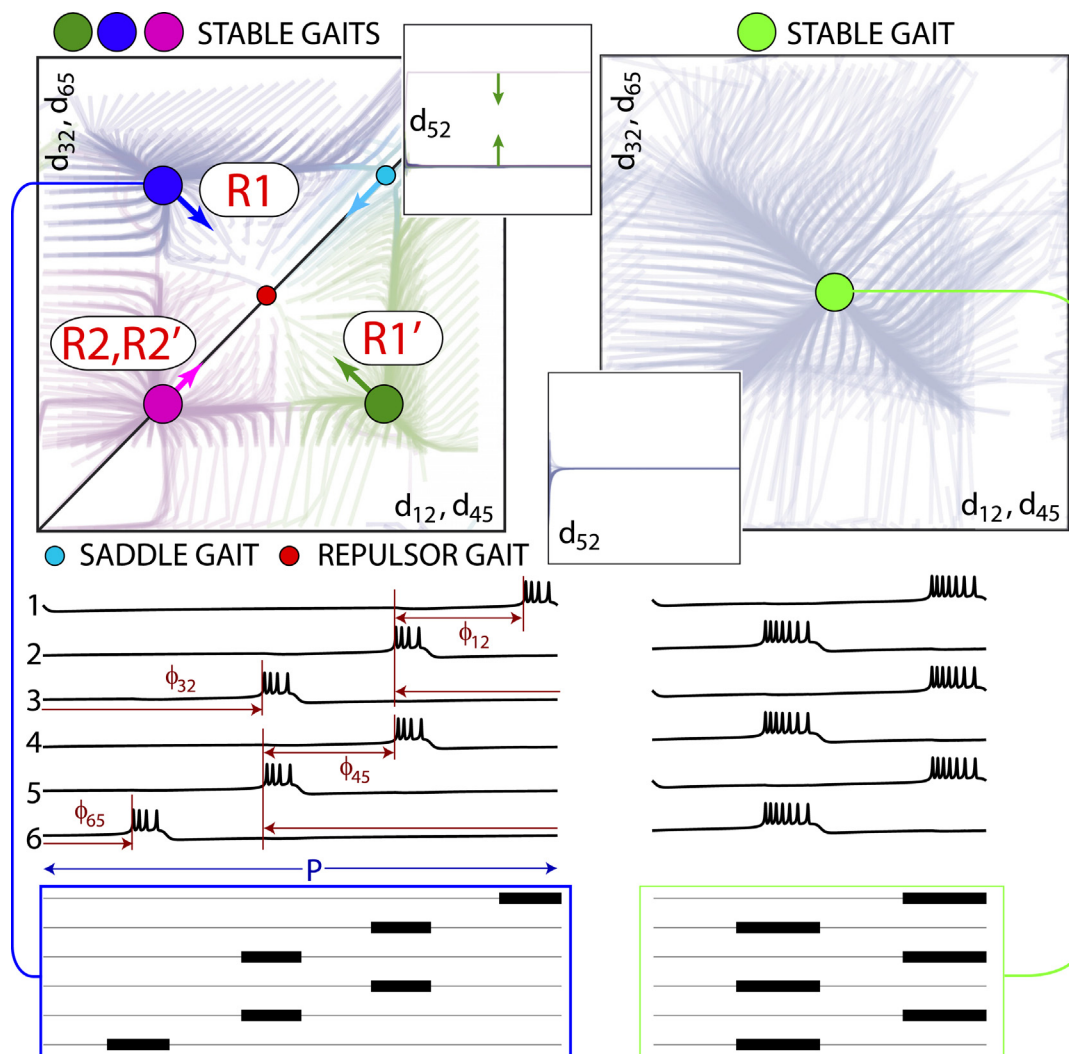 STABLE GAITS
STABLE GAIT
d32, d65
d52
d32, d65
R1
R2,R2′
R1′
d12, d45
d52
d12, d45
SADDLE GAIT
REPULSOR GAIT
1
ϕ12
2
ϕ32
3
4
ϕ45
5
ϕ65
6
P